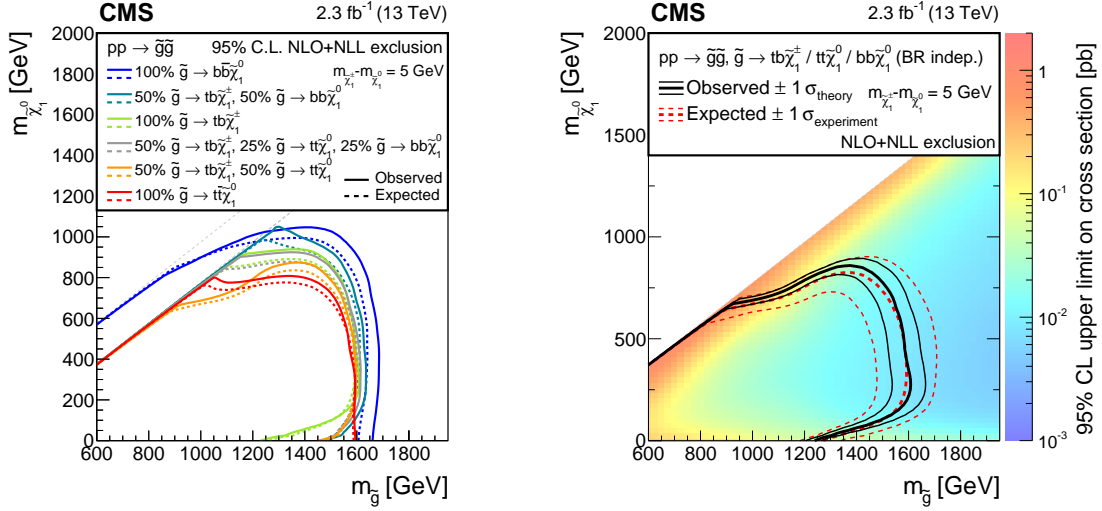 CMS 2.3 fb⁻¹ (13 TeV)
pp → g̃g̃ 95% C.L. NLO+NLL exclusion
100% g̃ → bb̄χ̃₁⁰ m_χ̃₁± - m_χ̃₁⁰ = 5 GeV
50% g̃ → tbχ̃₁±, 50% g̃ → bb̄χ̃₁⁰
100% g̃ → tbχ̃₁±
50% g̃ → tbχ̃₁±, 25% g̃ → tt̄χ̃₁⁰, 25% g̃ → bb̄χ̃₁⁰
50% g̃ → tbχ̃₁±, 50% g̃ → tt̄χ̃₁⁰ Observed
100% g̃ → tt̄χ̃₁⁰ Expected
m_χ̃₁⁰ [GeV]
2000
1800
1600
1400
1200
1000
800
600
400
200
0
600 800 1000 1200 1400 1600 1800
m_g̃ [GeV]
CMS 2.3 fb⁻¹ (13 TeV)
pp → g̃g̃, g̃ → tbχ̃₁± / tt̄χ̃₁⁰ / bb̄χ̃₁⁰ (BR indep.)
Observed ± 1 σ_theory m_χ̃₁± - m_χ̃₁⁰ = 5 GeV
Expected ± 1 σ_experiment
NLO+NLL exclusion
m_χ̃₁⁰ [GeV]
2000
1500
1000
500
0
600 800 1000 1200 1400 1600 1800
m_g̃ [GeV]
1
10⁻¹
10⁻²
10⁻³
95% CL upper limit on cross section [pb]